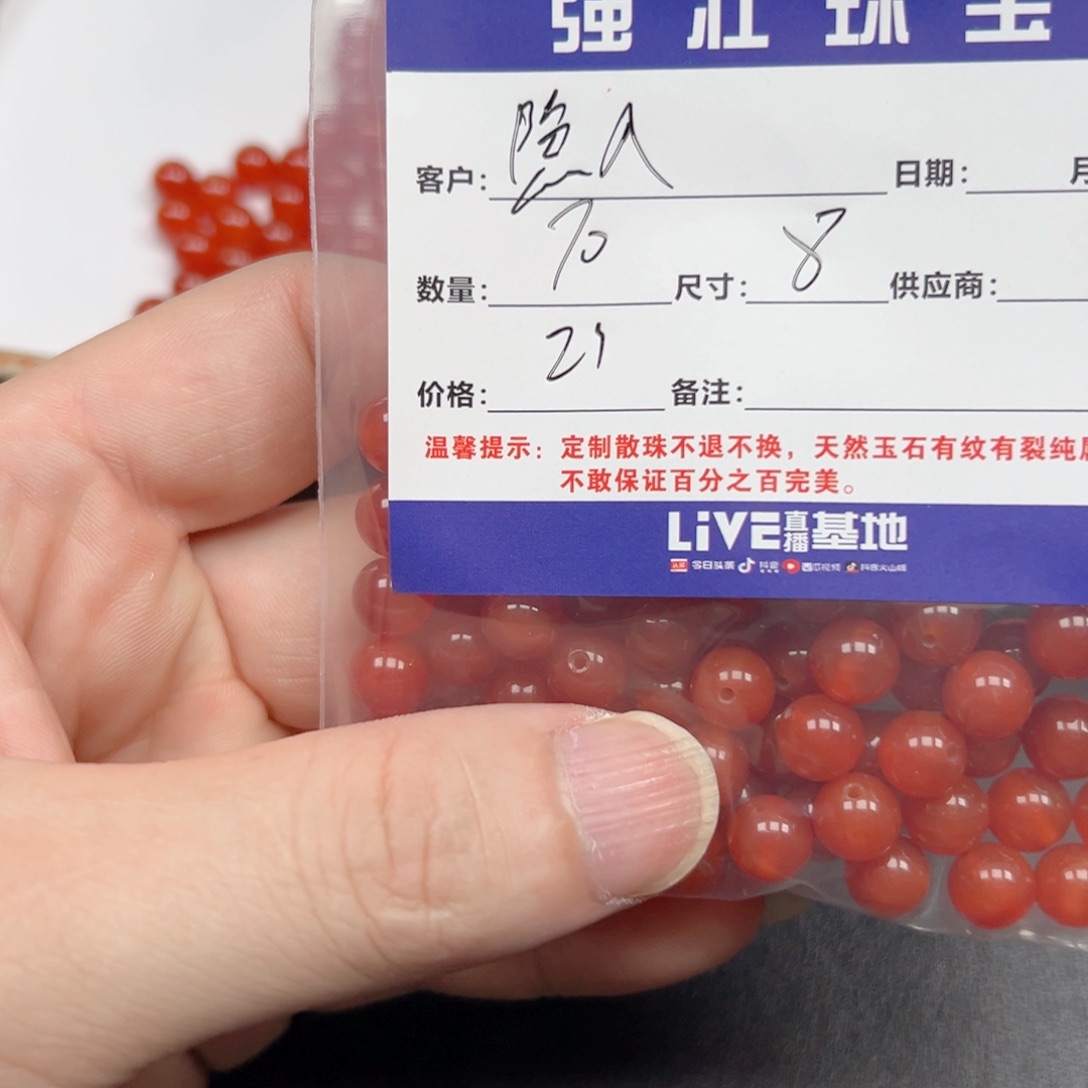 强壮珠宝
客户：隐人 日期： 月
数量：70 尺寸：8 供应商：
价格：21 备注：
温馨提示：定制散珠不退不换，天然玉石有纹有裂纯属
不敢保证百分之百完美。
LiVE直播基地
今日头条 抖音 西瓜视频 抖音火山版